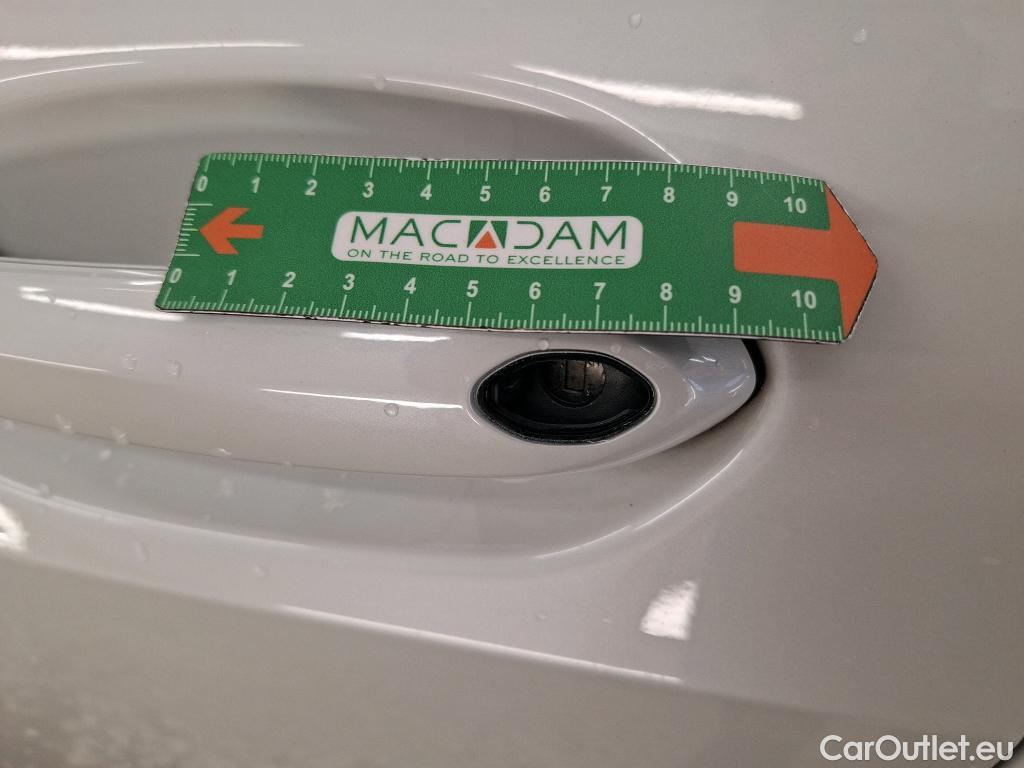 0 1 2 3 4 5 6 7 8 9 10
MACADAM
ON THE ROAD TO EXCELLENCE
0 1 2 3 4 5 6 7 8 9 10
CarOutlet.eu